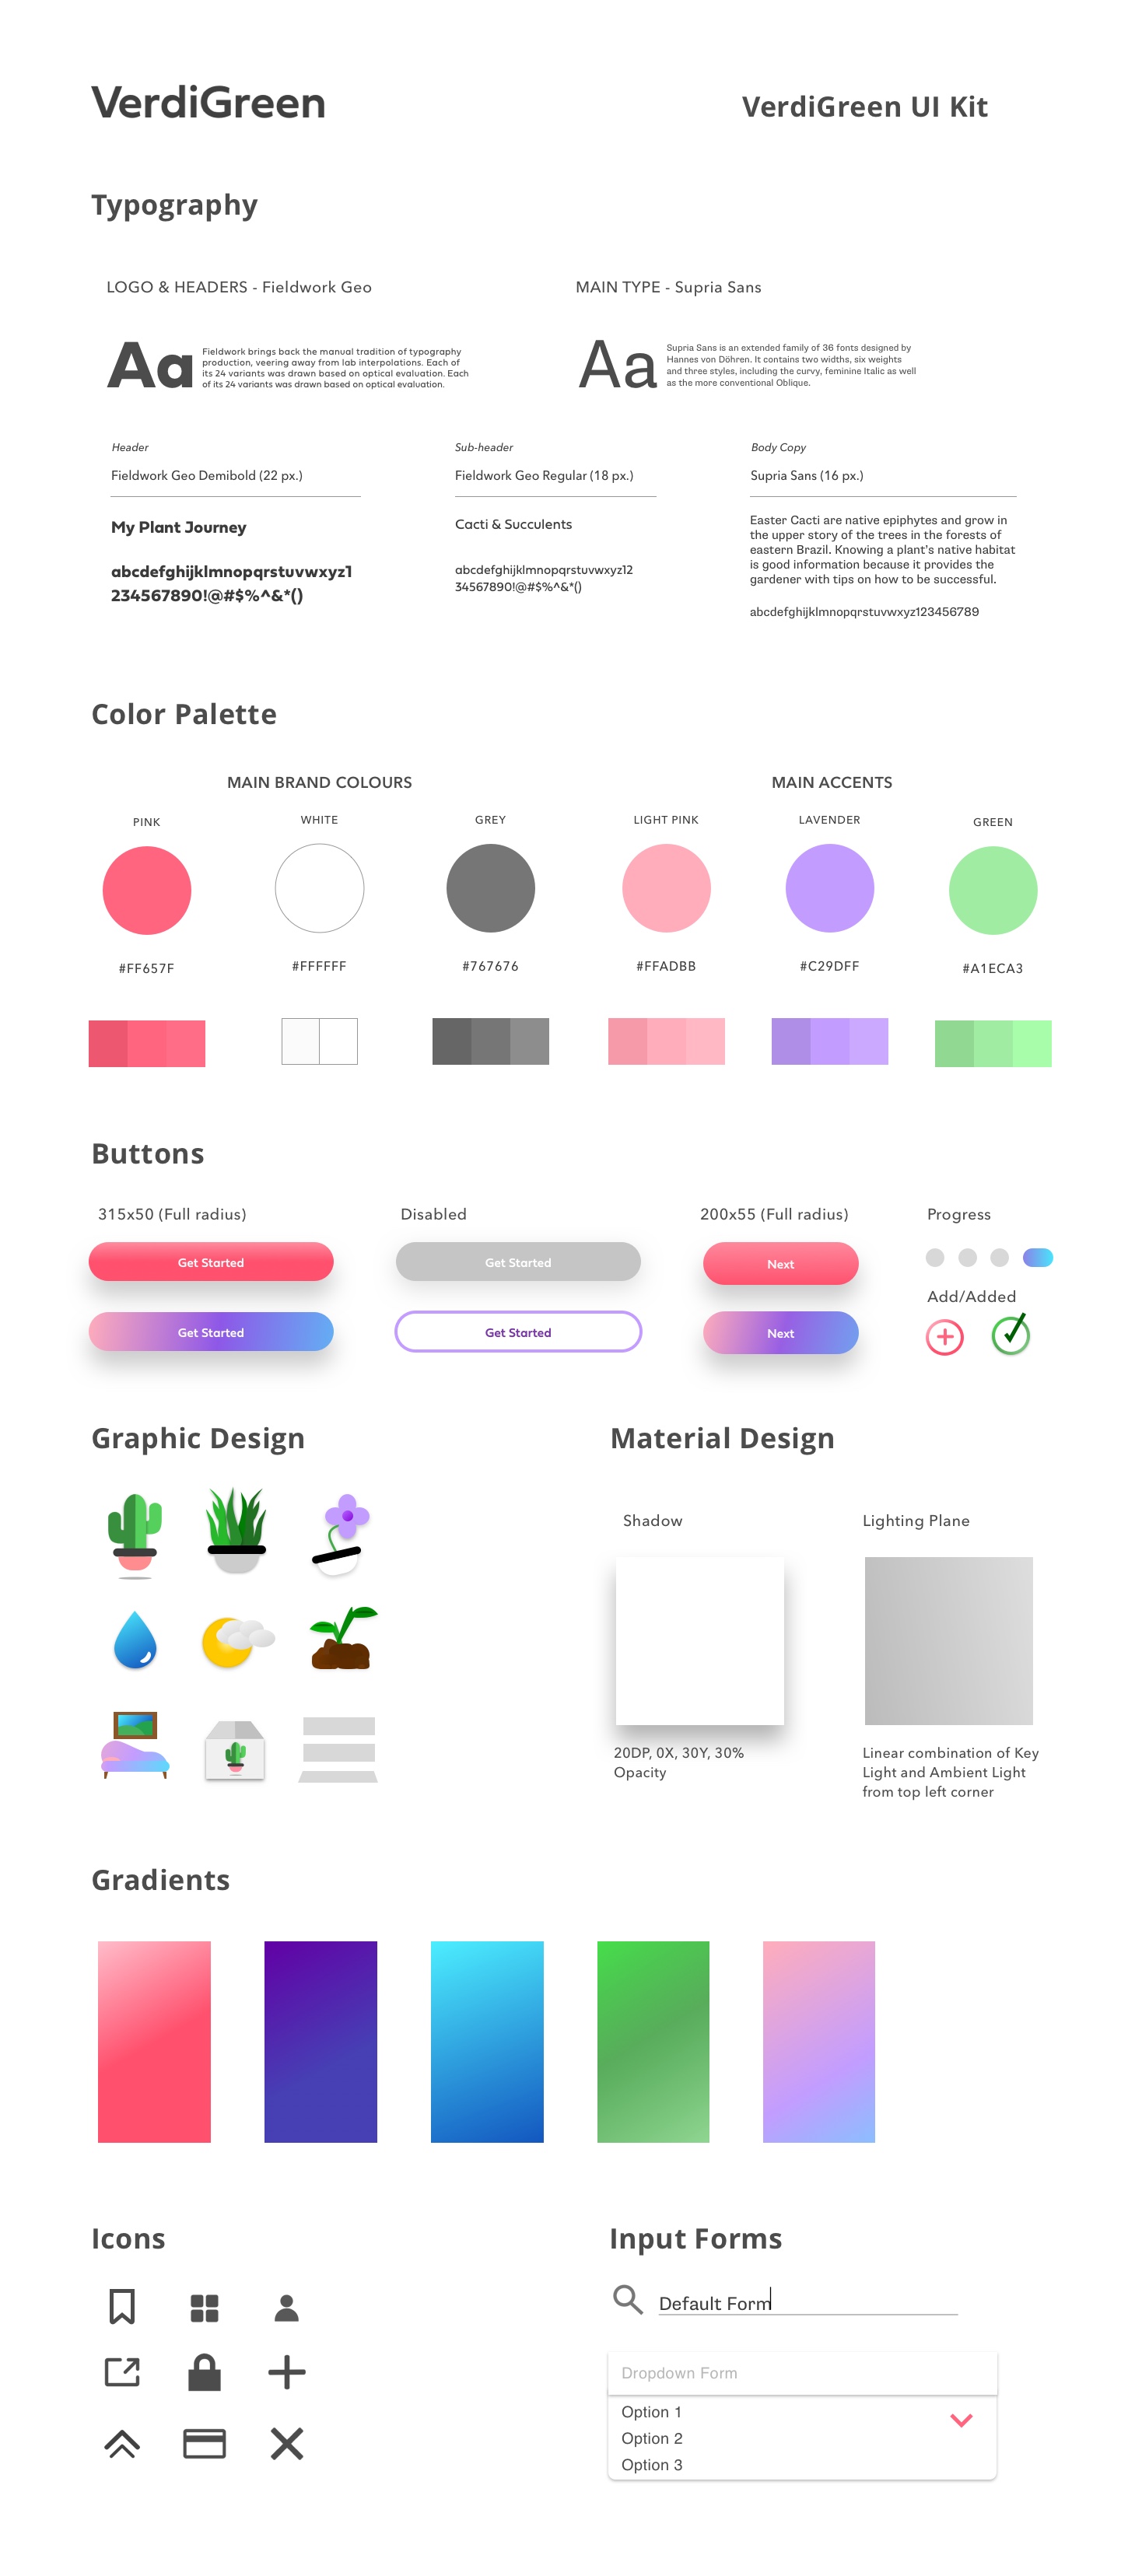 VerdiGreen
VerdiGreen UI Kit
Typography
LOGO & HEADERS - Fieldwork Geo
Aa
Fieldwork brings back the manual tradition of typography
production, veering away from lab interpolations. Each of
its 24 variants was drawn based on optical evaluation. Each
of its 24 variants was drawn based on optical evaluation.
MAIN TYPE - Supria Sans
Aa
Supria Sans is an extended family of 36 fonts designed by
Hannes von Döhren. It contains two widths, six weights
and three styles, including the curvy, feminine Italic as well
as the more conventional Oblique.
Header
Fieldwork Geo Demibold (22 px.)
My Plant Journey
abcdefghijklmnopqrstuvwxyz1
234567890!@#$%^&*()
Sub-header
Fieldwork Geo Regular (18 px.)
Cacti & Succulents
abcdefghijklmnopqrstuvwxyz12
34567890!@#$%^&*()
Body Copy
Supria Sans (16 px.)
Easter Cacti are native epiphytes and grow in
the upper story of the trees in the forests of
eastern Brazil. Knowing a plant's native habitat
is good information because it provides the
gardener with tips on how to be successful.
abcdefghijklmnopqrstuvwxyz123456789
Color Palette
MAIN BRAND COLOURS
MAIN ACCENTS
PINK
WHITE
GREY
LIGHT PINK
LAVENDER
GREEN
#FF657F
#FFFFFF
#767676
#FFADBB
#C29DFF
#A1ECA3
Buttons
315x50 (Full radius)
Disabled
200x55 (Full radius)
Progress
Get Started
Get Started
Next
Add/Added
Get Started
Get Started
Next
Graphic Design
Material Design
Shadow
Lighting Plane
20DP, 0X, 30Y, 30%
Opacity
Linear combination of Key
Light and Ambient Light
from top left corner
Gradients
Icons
Input Forms
Default Form
Dropdown Form
Option 1
Option 2
Option 3